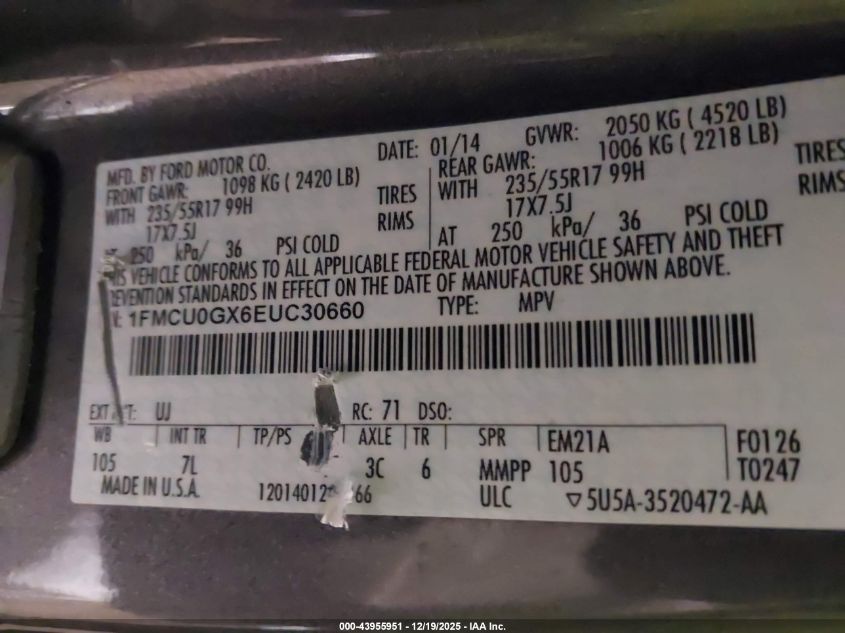 MFD. BY FORD MOTOR CO. DATE: 01/14 GVWR: 2050 KG ( 4520 LB)
FRONT GAWR: 1098 KG ( 2420 LB) REAR GAWR: 1006 KG ( 2218 LB)
WITH 235/55R17 99H TIRES WITH 235/55R17 99H TIRES
17X7.5J RIMS 17X7.5J RIMS
AT 250 kPa/ 36 PSI COLD AT 250 kPa/ 36 PSI COLD
VEHICLE CONFORMS TO ALL APPLICABLE FEDERAL MOTOR VEHICLE SAFETY AND THEFT
STANDARDS IN EFFECT ON THE DATE OF MANUFACTURE SHOWN ABOVE.
1FMCU0GX6EUC30660 TYPE: MPV
EXT UJ RC: 71 DSO:
WB INT TR TP/PS AXLE TR SPR EM21A F0126
105 7L 3C 6 MMPP 105 T0247
MADE IN U.S.A. ULC ▽5U5A-3520472-AA
000-43955951 - 12/19/2025 - IAA Inc.